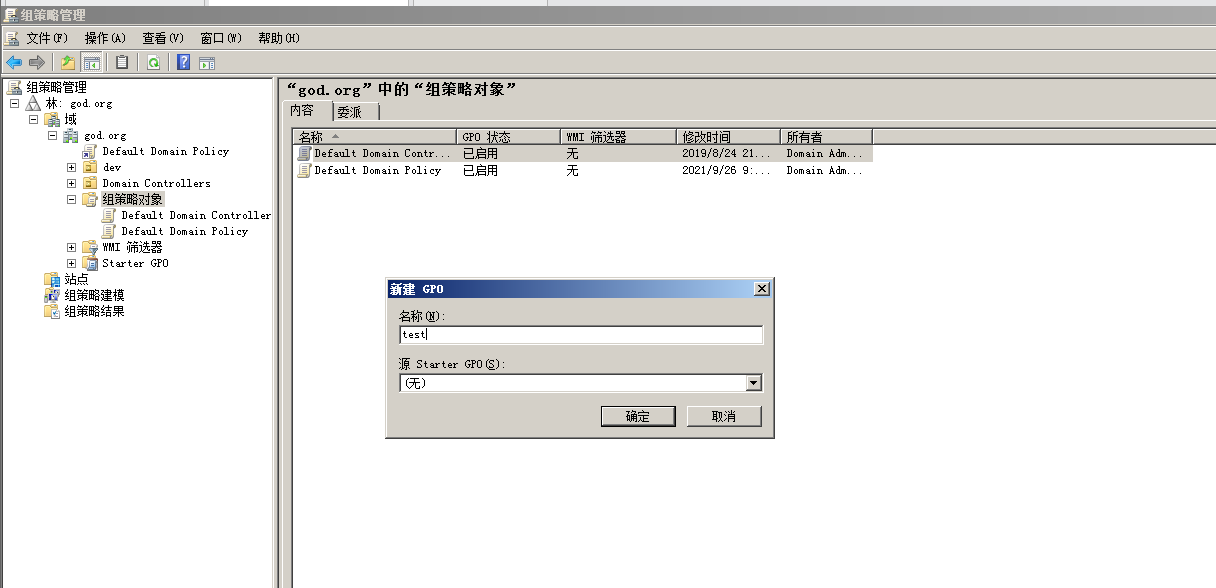 组策略管理
文件(F) 操作(A) 查看(V) 窗口(W) 帮助(H)
组策略管理
林: god.org
域
god.org
Default Domain Policy
dev
Domain Controllers
组策略对象
Default Domain Controller
Default Domain Policy
WMI 筛选器
Starter GPO
站点
组策略建模
组策略结果
“god.org”中的“组策略对象”
内容 委派
名称 GPO 状态 WMI 筛选器 修改时间 所有者
Default Domain Contr... 已启用 无 2019/8/24 21... Domain Adm...
Default Domain Policy 已启用 无 2021/9/26 9:... Domain Adm...
新建 GPO
名称(N):
test
源 Starter GPO(S):
(无)
确定 取消